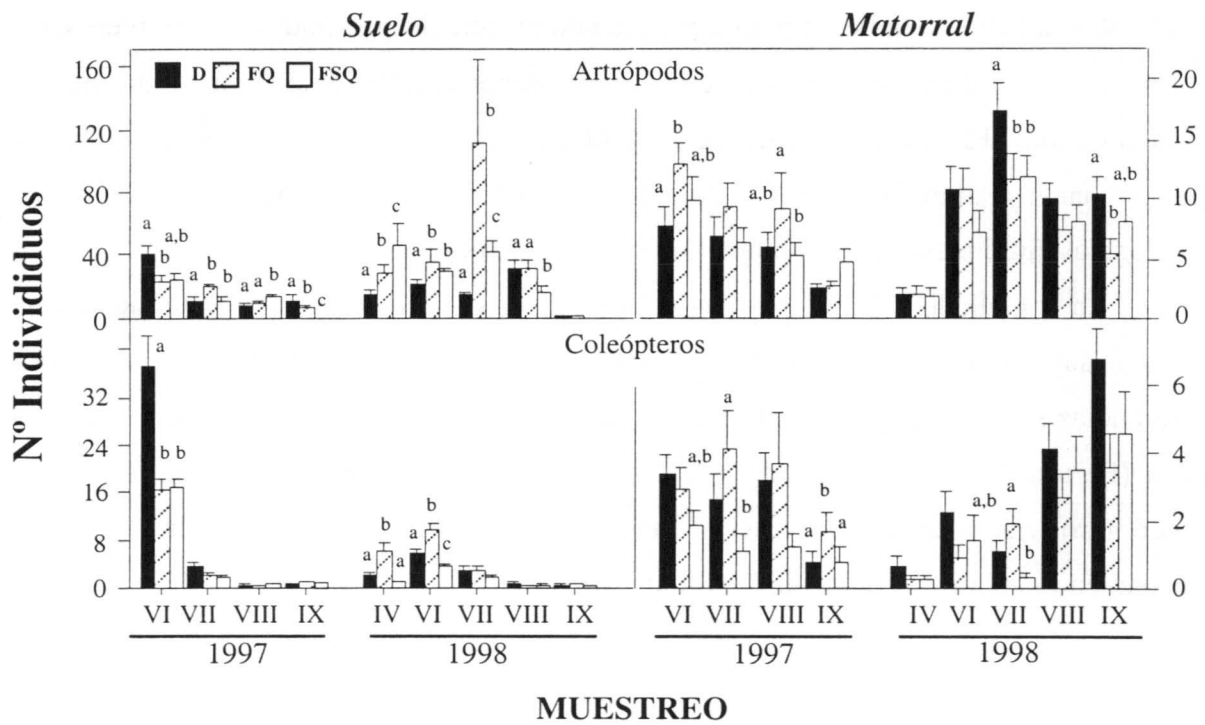 Suelo Matorral
Artrópodos
D FQ FSQ
160
120
80
40
0
20
15
10
5
0
a b a,b a b b a a b a b c
a b c a b b a b c a a b
a b a,b a,b a b
a b b a b a,b
Coleópteros
32
24
16
8
0
6
4
2
0
a b b
a b a a b c
a,b a b a b a
a,b a b
Nº Individuos
VI VII VIII IX IV VI VII VIII IX VI VII VIII IX IV VI VII VIII IX
1997 1998 1997 1998
MUESTREO